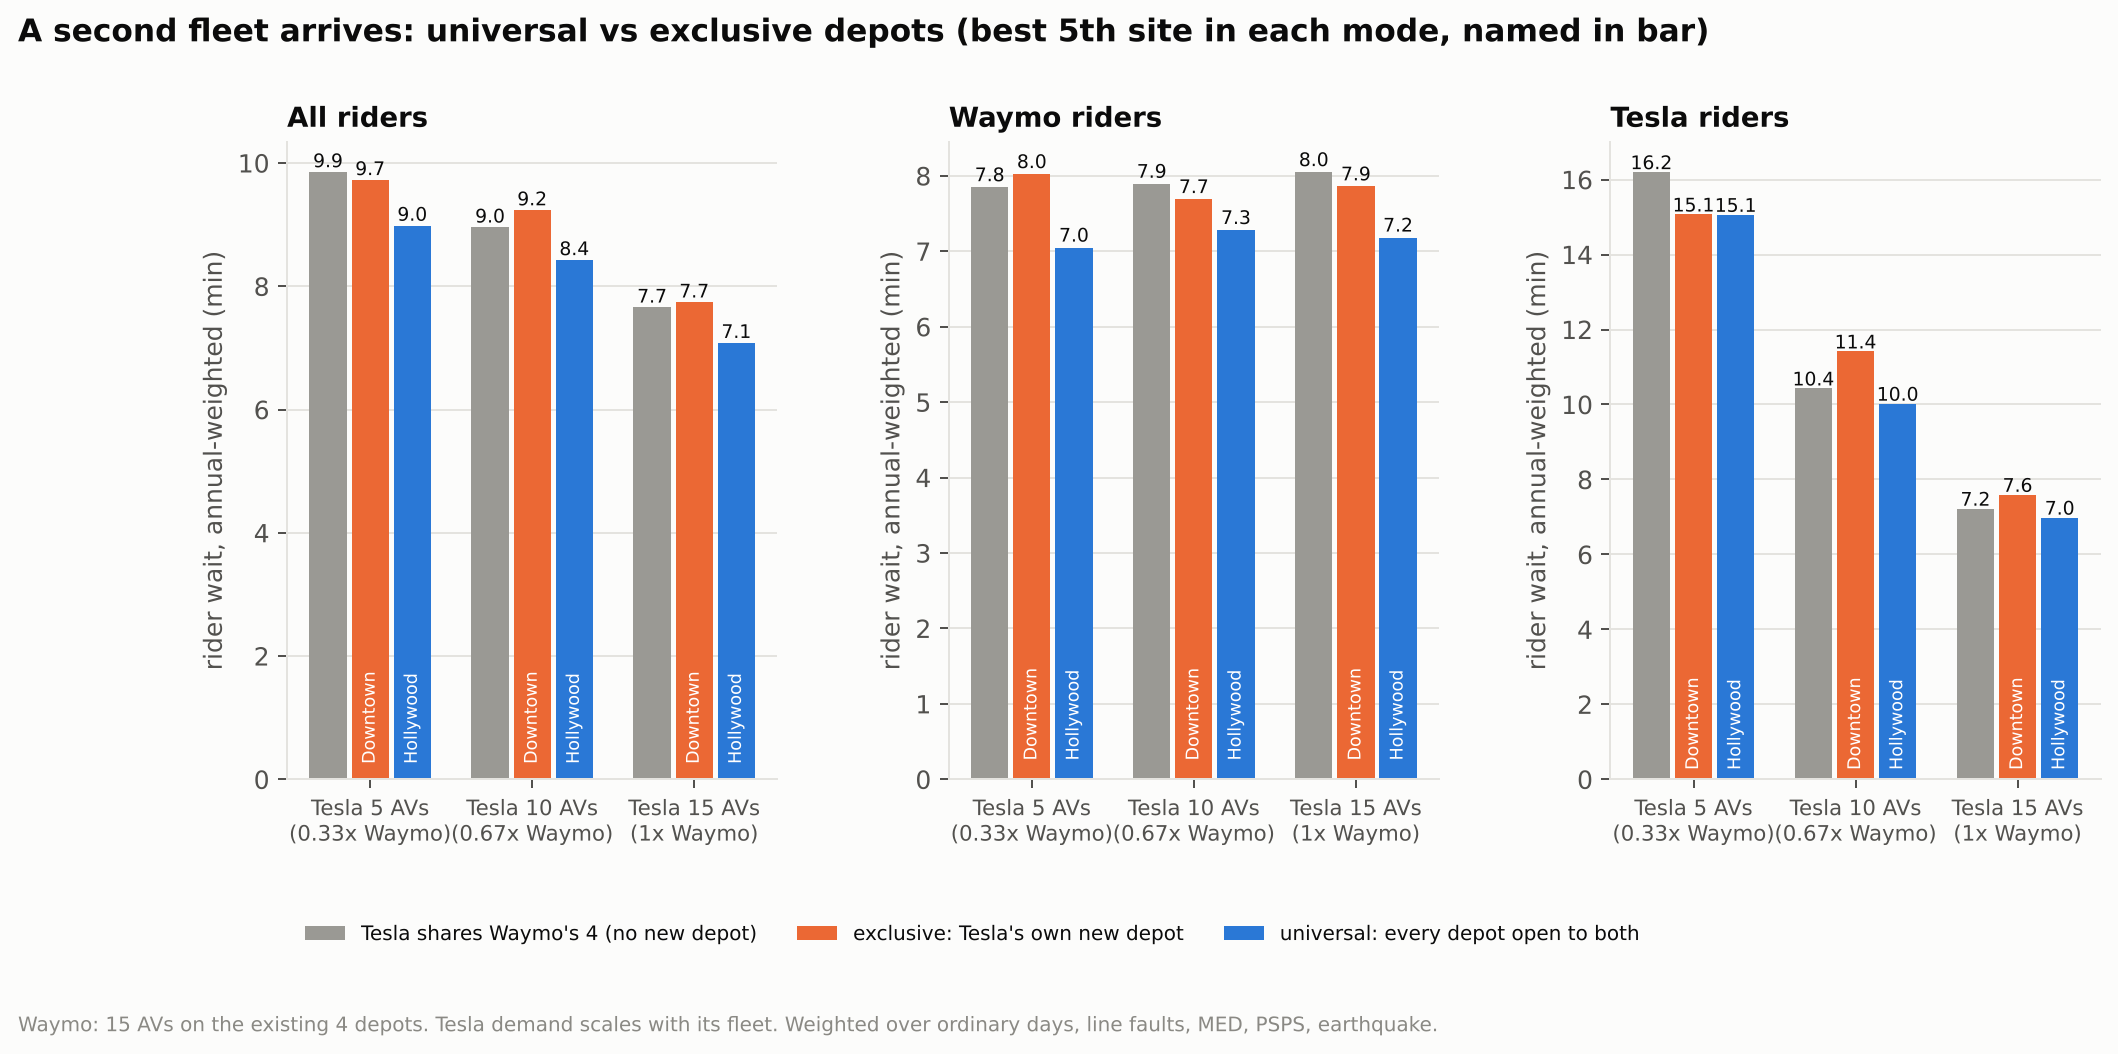 A second fleet arrives: universal vs exclusive depots (best 5th site in each mode, named in bar)
All riders
rider wait, annual-weighted (min)
10
8
6
4
2
0
9.9
9.7
9.0
9.0
9.2
8.4
7.7
7.7
7.1
Downtown
Hollywood
Downtown
Hollywood
Downtown
Hollywood
Tesla 5 AVs
(0.33x Waymo)
Tesla 10 AVs
(0.67x Waymo)
Tesla 15 AVs
(1x Waymo)
Waymo riders
rider wait, annual-weighted (min)
8
7
6
5
4
3
2
1
0
7.8
8.0
7.0
7.9
7.7
7.3
8.0
7.9
7.2
Downtown
Hollywood
Downtown
Hollywood
Downtown
Hollywood
Tesla 5 AVs
(0.33x Waymo)
Tesla 10 AVs
(0.67x Waymo)
Tesla 15 AVs
(1x Waymo)
Tesla riders
rider wait, annual-weighted (min)
16
14
12
10
8
6
4
2
0
16.2
15.1
15.1
10.4
11.4
10.0
7.2
7.6
7.0
Downtown
Hollywood
Downtown
Hollywood
Downtown
Hollywood
Tesla 5 AVs
(0.33x Waymo)
Tesla 10 AVs
(0.67x Waymo)
Tesla 15 AVs
(1x Waymo)
Tesla shares Waymo's 4 (no new depot)
exclusive: Tesla's own new depot
universal: every depot open to both
Waymo: 15 AVs on the existing 4 depots. Tesla demand scales with its fleet. Weighted over ordinary days, line faults, MED, PSPS, earthquake.